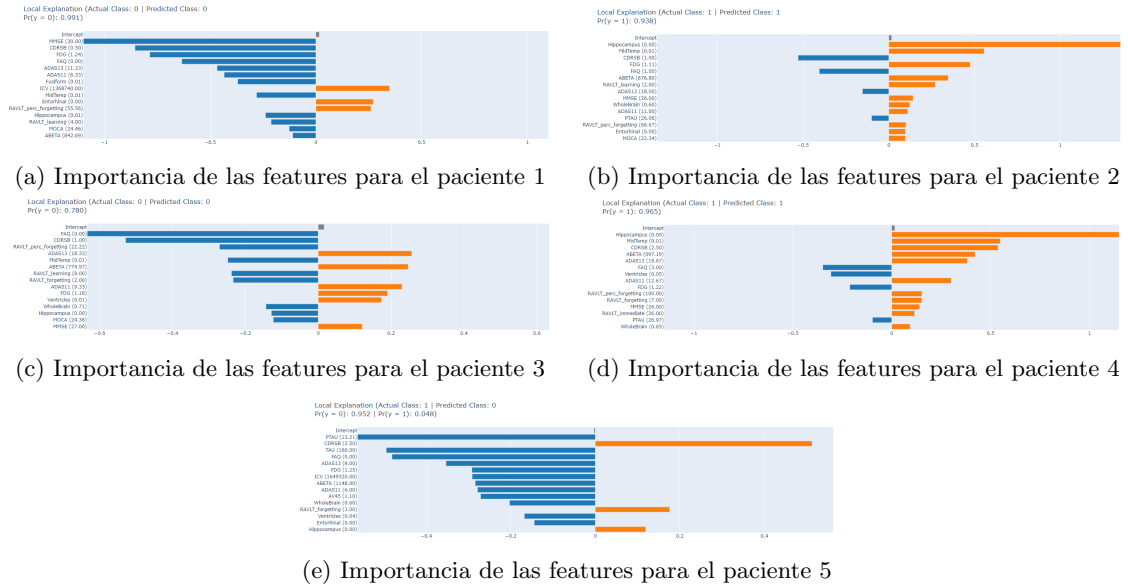 Local Explanation (Actual Class: 0 | Predicted Class: 0)
Pr(y = 0): 0.991)
Intercept
MMSE (30.00)
CDRSB (0.50)
FDG (1.24)
FAQ (0.00)
ADAS13 (11.33)
ADAS11 (6.33)
Fusiform (0.01)
ICV (1368740.00)
MidTemp (0.01)
Entorhinal (0.00)
RAVLT_perc_forgetting (55.56)
Hippocampus (0.01)
RAVLT_learning (4.00)
MOCA (24.46)
ABETA (842.69)
−1 0 1
(a) Importancia de las features para el paciente 1
Local Explanation (Actual Class: 1 | Predicted Class: 1
Pr(y = 1): 0.938)
Intercept
Hippocampus (0.00)
MidTemp (0.01)
CDRSB (1.00)
FDG (1.11)
FAQ (1.00)
ABETA (676.80)
RAVLT_learning (2.00)
ADAS13 (18.00)
MMSE (26.00)
WholeBrain (0.60)
ADAS11 (11.00)
PTAU (26.06)
RAVLT_perc_forgetting (66.67)
Entorhinal (0.00)
MOCA (22.34)
−1 0 1
(b) Importancia de las features para el paciente 2
Local Explanation (Actual Class: 0 | Predicted Class: 0
Pr(y = 0): 0.780)
Intercept
FAQ (0.00)
CDRSB (1.00)
RAVLT_perc_forgetting (22.22)
ADAS13 (18.33)
MidTemp (0.01)
ABETA (774.97)
RAVLT_learning (8.00)
RAVLT_forgetting (2.00)
ADAS11 (9.33)
FDG (1.18)
Ventricles (0.01)
WholeBrain (0.71)
Hippocampus (0.00)
MOCA (24.36)
MMSE (27.00)
−0.6 −0.4 −0.2 0 0.2 0.4 0.6
(c) Importancia de las features para el paciente 3
Local Explanation (Actual Class: 1 | Predicted Class: 1
Pr(y = 1): 0.965)
Intercept
Hippocampus (0.00)
MidTemp (0.01)
CDRSB (2.50)
ABETA (697.19)
ADAS13 (19.67)
FAQ (3.00)
Ventricles (0.05)
ADAS11 (12.67)
FDG (1.22)
RAVLT_perc_forgetting (100.00)
RAVLT_forgetting (7.00)
MMSE (26.00)
RAVLT_immediate (26.00)
PTAU (26.97)
WholeBrain (0.65)
−1 −0.5 0 0.5 1
(d) Importancia de las features para el paciente 4
Local Explanation (Actual Class: 1 | Predicted Class: 0
Pr(y = 0): 0.952 | Pr(y = 1): 0.048)
Intercept
PTAU (13.21)
CDRSB (2.50)
TAU (160.00)
FAQ (0.00)
ADAS13 (9.00)
FDG (1.23)
ICV (1649320.00)
ABETA (1148.00)
ADAS11 (6.00)
AV45 (1.10)
WholeBrain (0.60)
RAVLT_forgetting (3.00)
Ventricles (0.04)
Entorhinal (0.00)
Hippocampus (0.00)
−0.4 −0.2 0 0.2 0.4
(e) Importancia de las features para el paciente 5